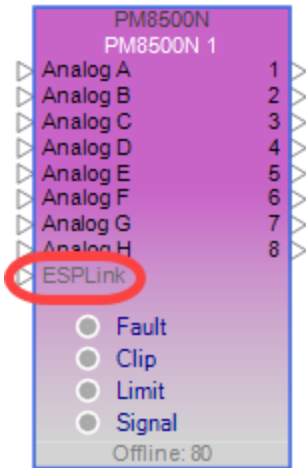 PM8500N
PM8500N 1
Analog A 1
Analog B 2
Analog C 3
Analog D 4
Analog E 5
Analog F 6
Analog G 7
Analog H 8
ESPLink
Fault
Clip
Limit
Signal
Offline: 80